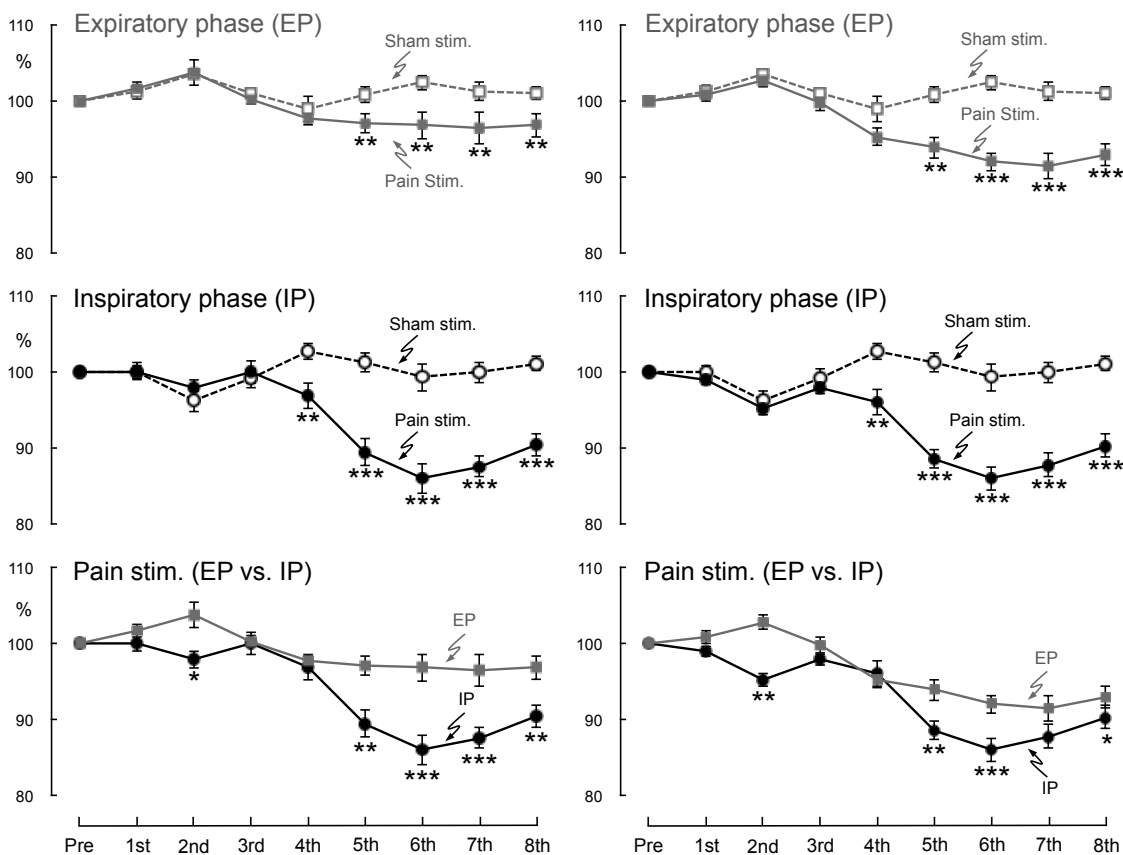 110
Expiratory phase (EP)
%
Sham stim.
100
** ** ** **
Pain Stim.
90
80
110
Inspiratory phase (IP)
%
Sham stim.
100
**
Pain stim.
90
*** *** *** ***
80
110
Pain stim. (EP vs. IP)
%
EP
100
*
IP
90
** *** *** **
80
Pre 1st 2nd 3rd 4th 5th 6th 7th 8th
110
Expiratory phase (EP)
%
Sham stim.
100
Pain Stim.
** *** *** ***
90
80
110
Inspiratory phase (IP)
%
Sham stim.
100
**
Pain stim.
90
*** *** *** ***
80
110
Pain stim. (EP vs. IP)
%
EP
100
**
90
** *** *
IP
80
Pre 1st 2nd 3rd 4th 5th 6th 7th 8th